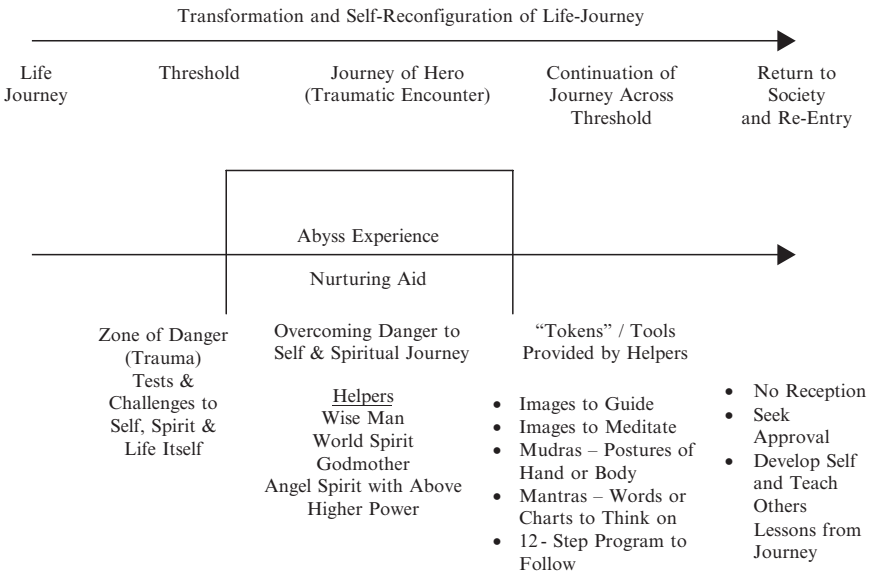 Transformation and Self-Reconfiguration of Life-Journey
Life
Journey
Threshold
Journey of Hero
(Traumatic Encounter)
Continuation of
Journey Across
Threshold
Return to
Society
and Re-Entry
Abyss Experience
Nurturing Aid
Zone of Danger
(Trauma)
Tests &
Challenges to
Self, Spirit &
Life Itself
Overcoming Danger to
Self & Spiritual Journey
Helpers
Wise Man
World Spirit
Godmother
Angel Spirit with Above
Higher Power
“Tokens” / Tools
Provided by Helpers
• Images to Guide
• Images to Meditate
• Mudras – Postures of
Hand or Body
• Mantras – Words or
Charts to Think on
• 12- Step Program to
Follow
• No Reception
• Seek
Approval
• Develop Self
and Teach
Others
Lessons from
Journey